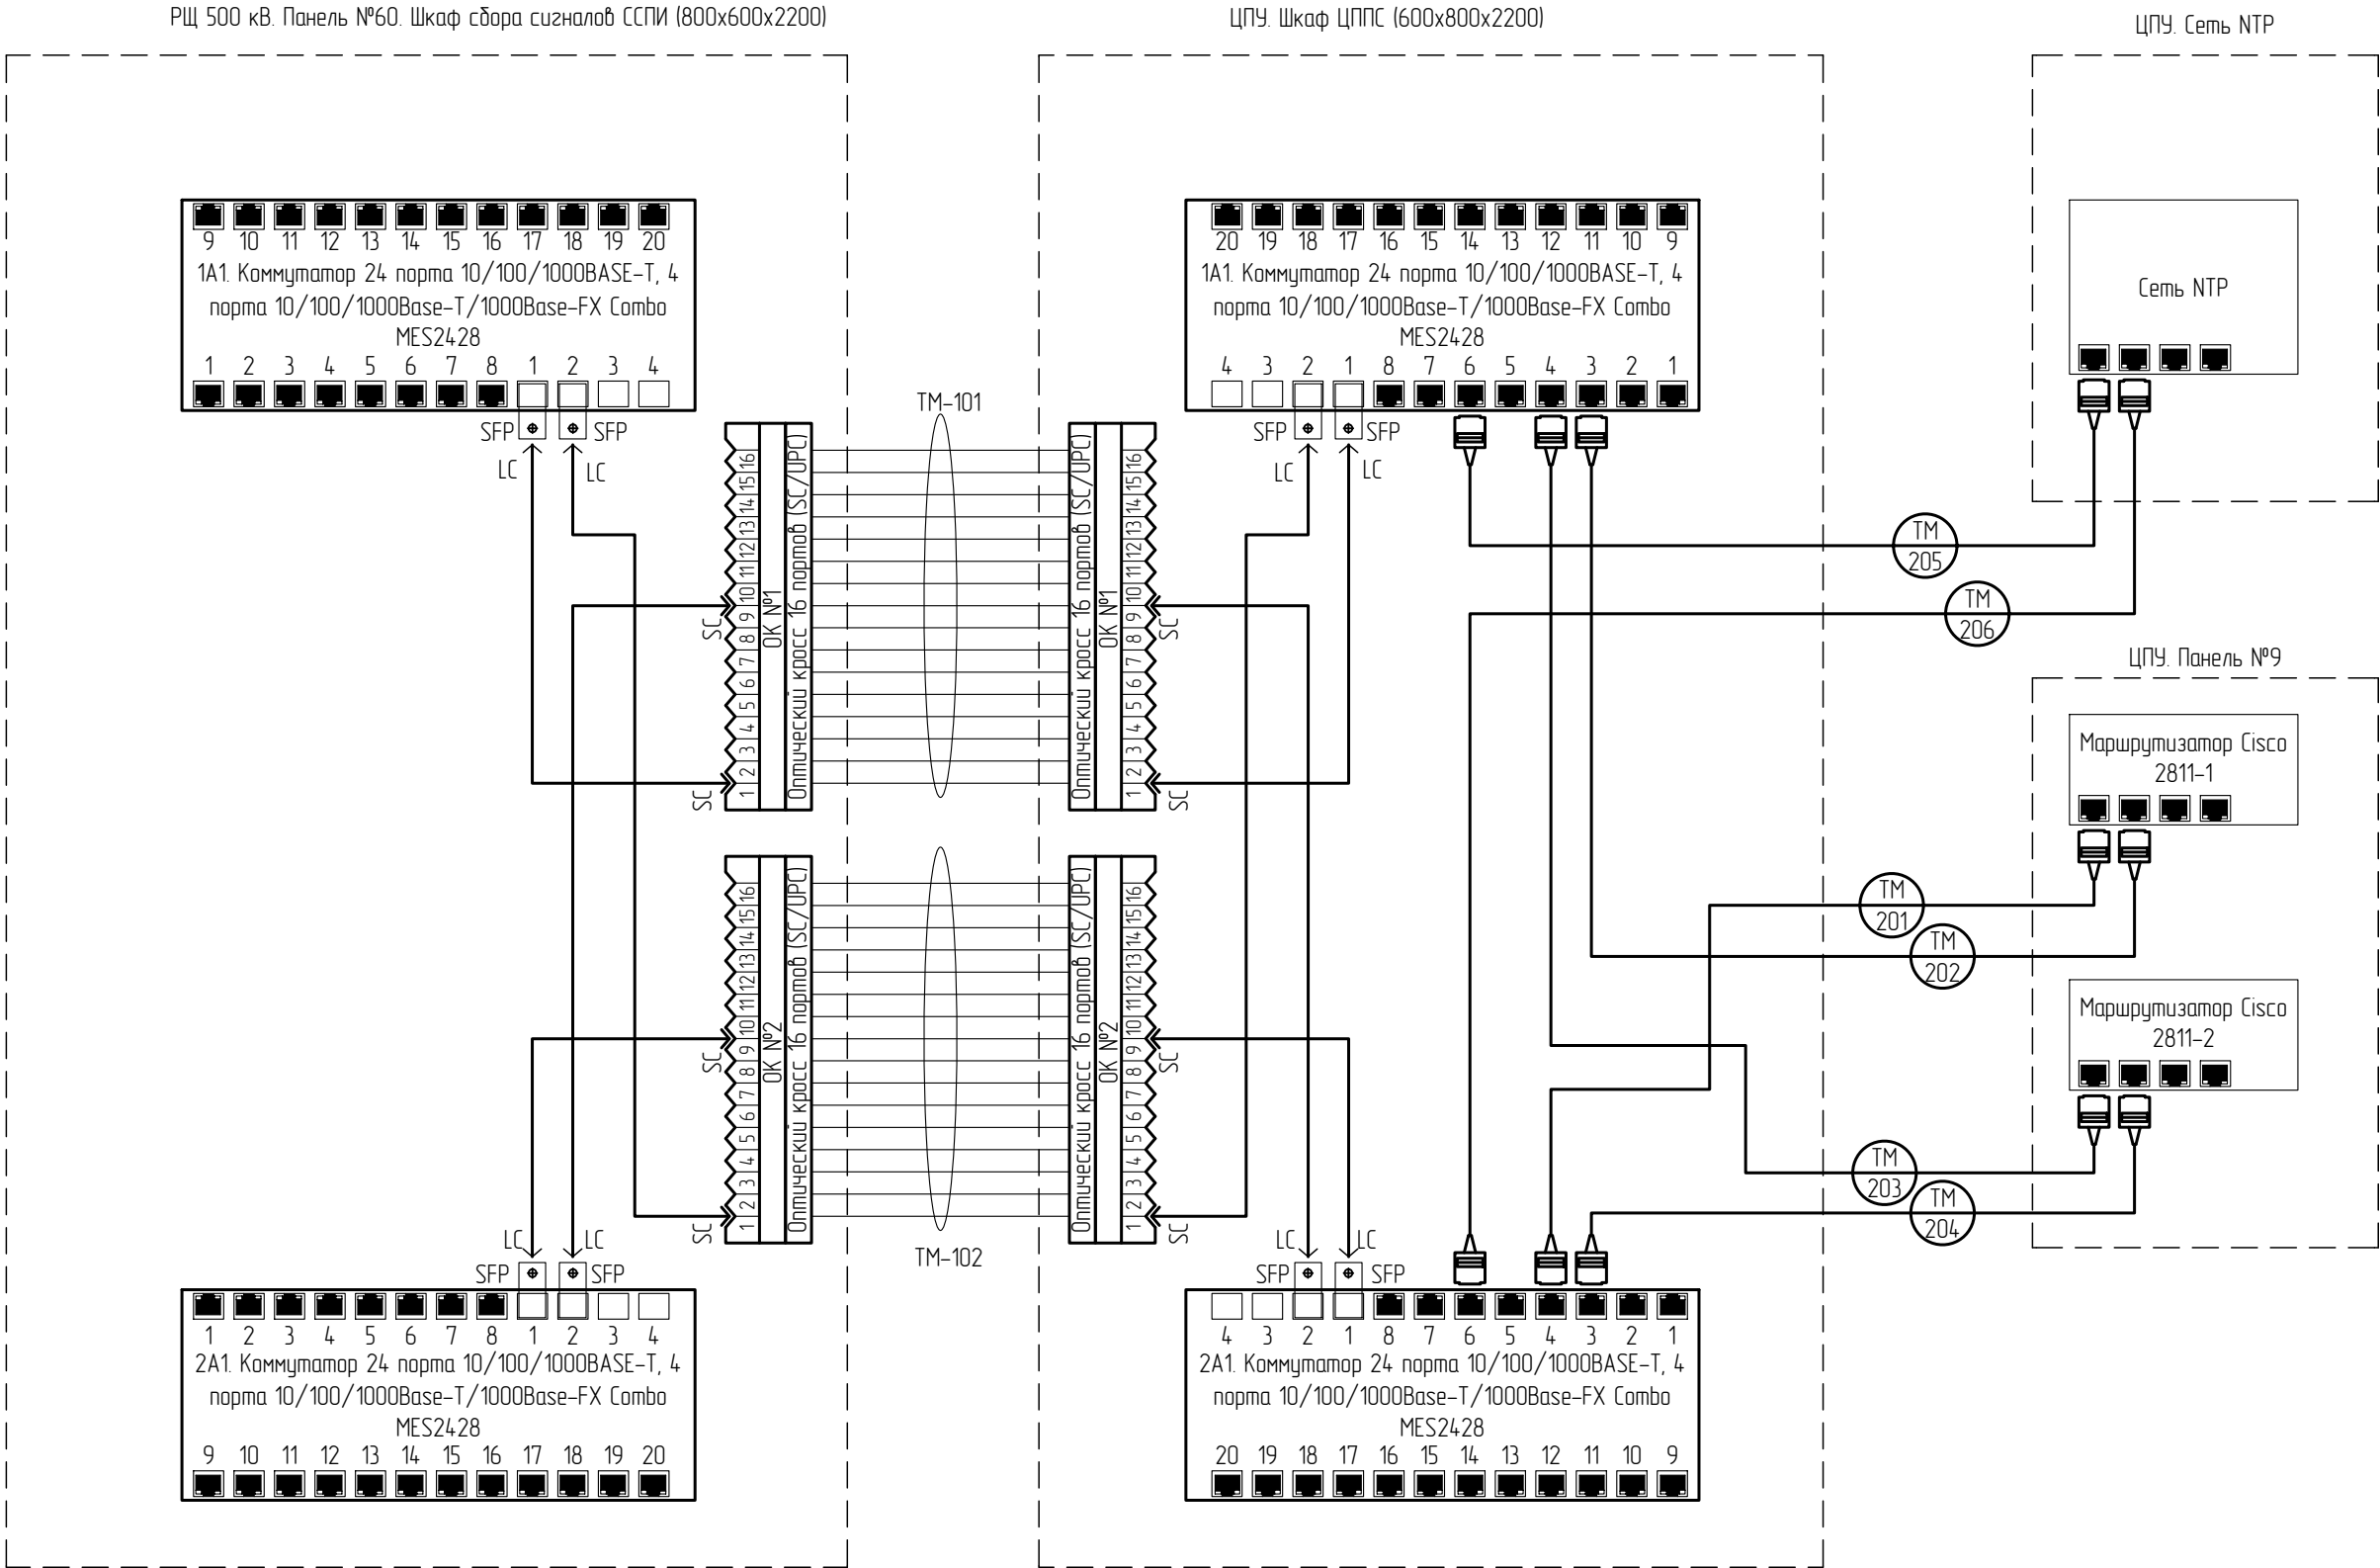 РЩ 500 кВ. Панель №60. Шкаф сбора сигналов ССПИ (800х600х2200)
ЦПУ. Шкаф ЦППС (600х800х2200)
ЦПУ. Сеть NTP
9 10 11 12 13 14 15 16 17 18 19 20
1А1. Коммутатор 24 порта 10/100/1000BASE-T, 4
порта 10/100/1000Base-T/1000Base-FX Combo
MES2428
1 2 3 4 5 6 7 8 1 2 3 4
SFP
SFP
LC
LC
20 19 18 17 16 15 14 13 12 11 10 9
1А1. Коммутатор 24 порта 10/100/1000BASE-T, 4
порта 10/100/1000Base-T/1000Base-FX Combo
MES2428
4 3 2 1 8 7 6 5 4 3 2 1
SFP
SFP
LC
LC
Сеть NTP
ТМ-101
1 2 3 4 5 6 7 8 9 10 11 12 13 14 15 16
ОК №1
Оптический кросс 16 портов (SC/UPC)
SC
SC
Оптический кросс 16 портов (SC/UPC)
ОК №1
1 2 3 4 5 6 7 8 9 10 11 12 13 14 15 16
SC
SC
ТМ
205
ТМ
206
ЦПУ. Панель №9
Маршрутизатор Cisco
2811-1
ТМ
201
ТМ
202
Маршрутизатор Cisco
2811-2
ТМ
203
ТМ
204
1 2 3 4 5 6 7 8 9 10 11 12 13 14 15 16
ОК №2
Оптический кросс 16 портов (SC/UPC)
SC
SC
Оптический кросс 16 портов (SC/UPC)
ОК №2
1 2 3 4 5 6 7 8 9 10 11 12 13 14 15 16
SC
SC
ТМ-102
LC
LC
SFP
SFP
1 2 3 4 5 6 7 8 1 2 3 4
2А1. Коммутатор 24 порта 10/100/1000BASE-T, 4
порта 10/100/1000Base-T/1000Base-FX Combo
MES2428
9 10 11 12 13 14 15 16 17 18 19 20
LC
LC
SFP
SFP
4 3 2 1 8 7 6 5 4 3 2 1
2А1. Коммутатор 24 порта 10/100/1000BASE-T, 4
порта 10/100/1000Base-T/1000Base-FX Combo
MES2428
20 19 18 17 16 15 14 13 12 11 10 9